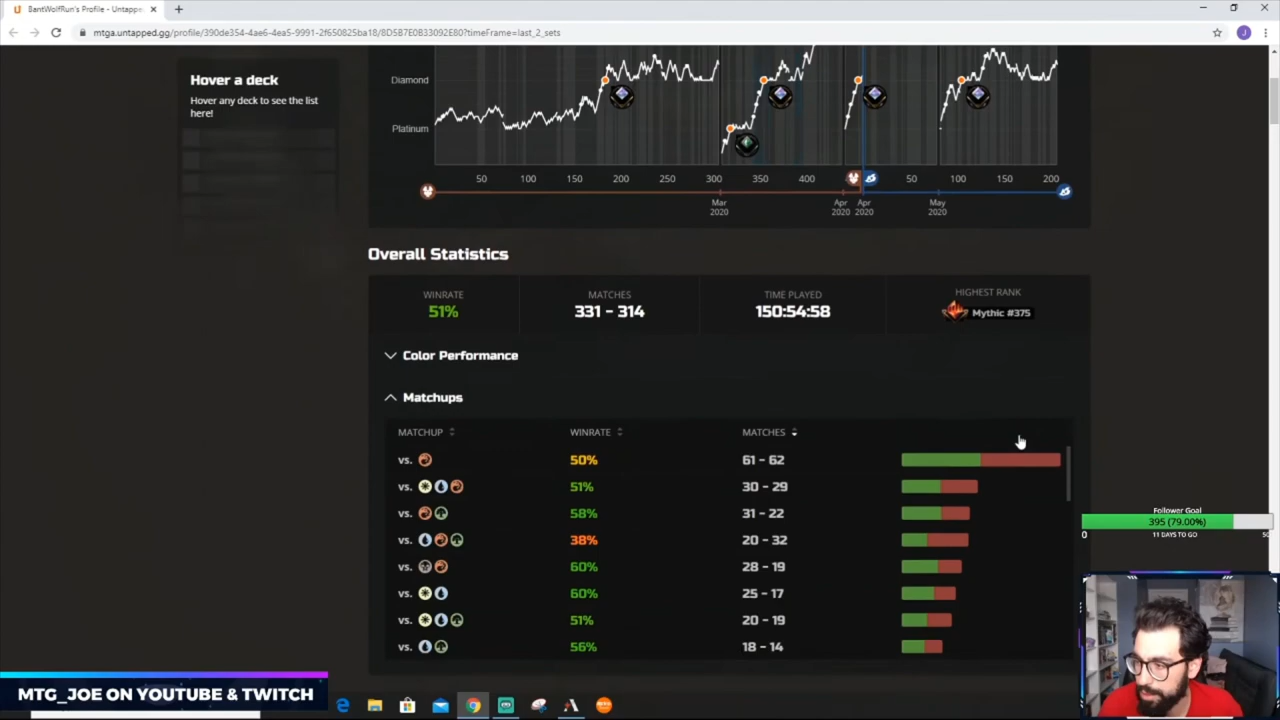 BantWolfRun's Profile - Untappe
mtga.untapped.gg/profile/390de354-4ae6-4ea5-9991-2f650825ba18/8D5B7E0B33092E80?timeFrame=last_2_sets
Hover a deck
Hover any deck to see the list
here!
Diamond
Platinum
50 100 150 200 250 300 350 400 50 100 150 200
Mar
2020
Apr
2020
Apr
2020
May
2020
Overall Statistics
WINRATE MATCHES TIME PLAYED HIGHEST RANK
51% 331 - 314 150:54:58 Mythic #375
Color Performance
Matchups
MATCHUP WINRATE MATCHES
vs. 50% 61 - 62
vs. 51% 30 - 29
vs. 58% 31 - 22
vs. 38% 20 - 32
vs. 60% 28 - 19
vs. 60% 25 - 17
vs. 51% 20 - 19
vs. 56% 18 - 14
Follower Goal
395 (79.00%)
0
11 DAYS TO GO
MTG_JOE ON YOUTUBE & TWITCH